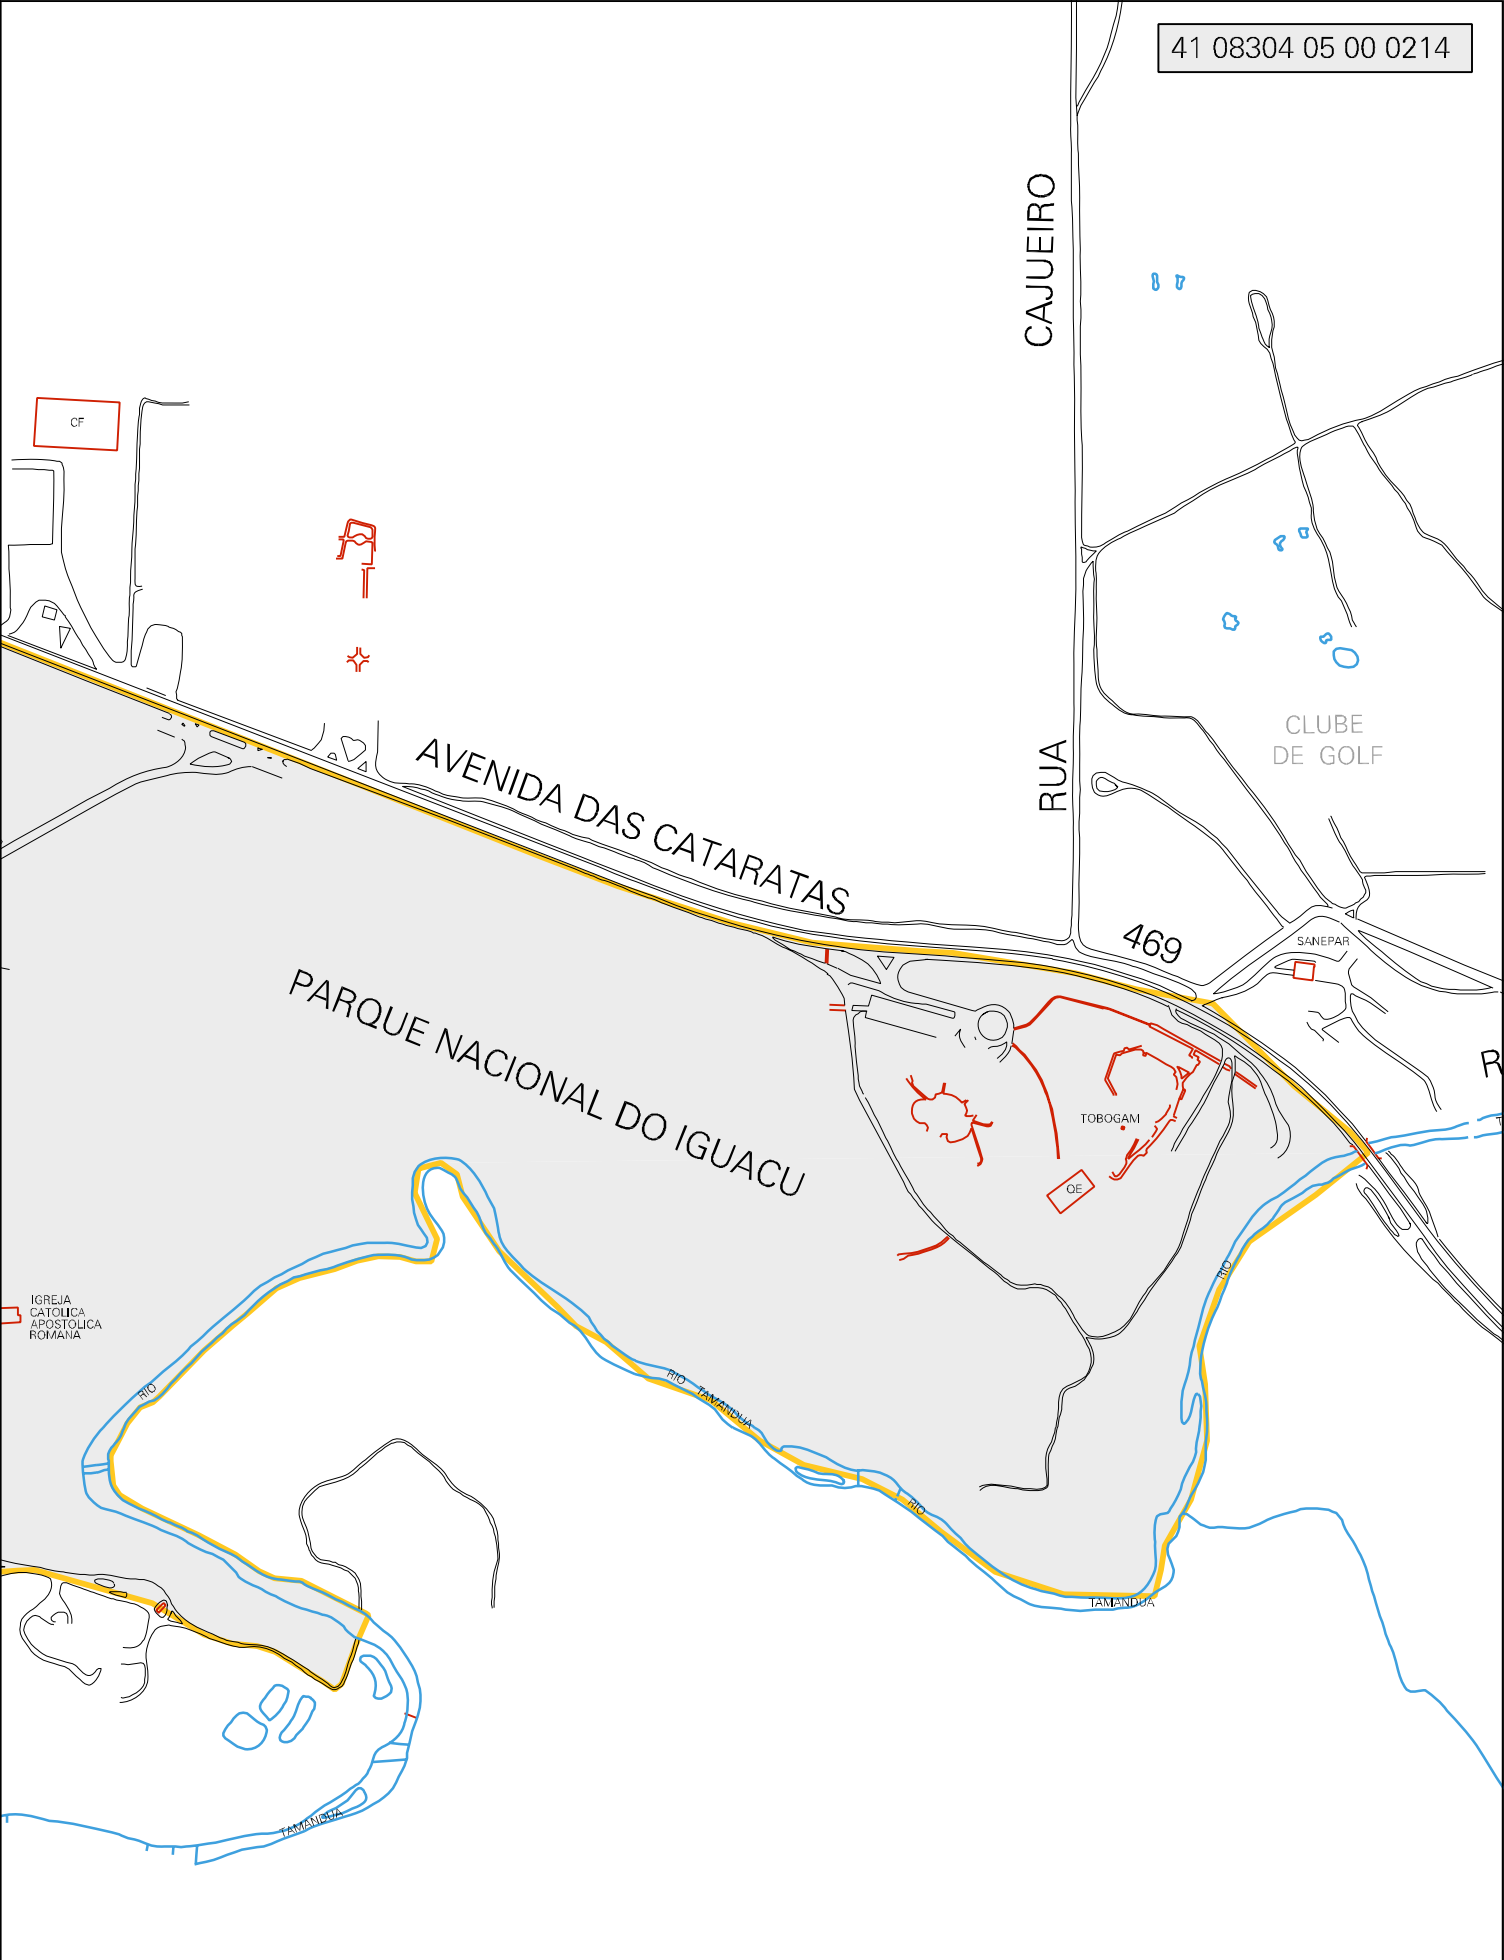 41 08304 05 00 0214
CAJUEIRO
CF
CLUBE
DE GOLF
RUA
AVENIDA DAS CATARATAS
469
SANEPAR
PARQUE NACIONAL DO IGUACU
R
TOBOGAM
QE
RIO
IGREJA
CATOLICA
APOSTOLICA
ROMANA
RIO
RIO TAMANDUA
RIO
TAMANDUA
TAMANDUA